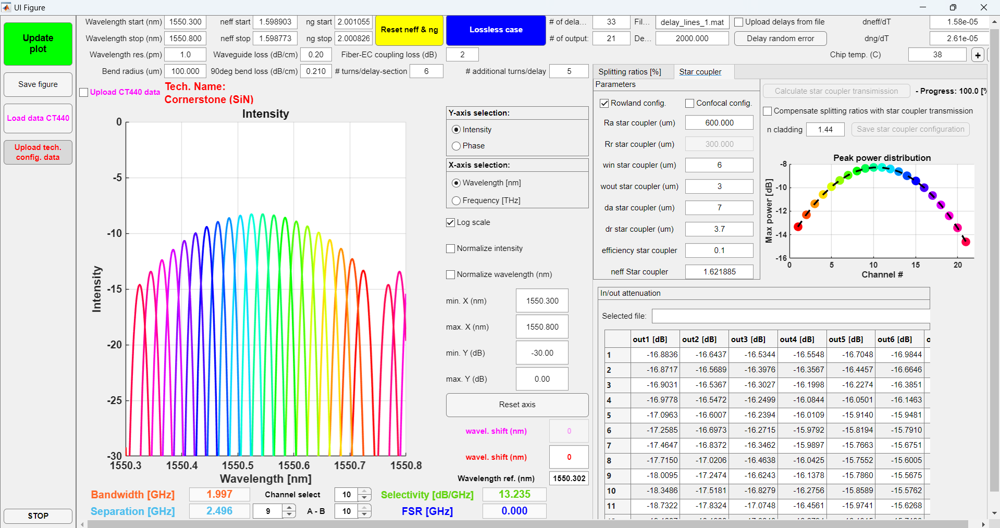 UI Figure
Update plot
Save figure
Load data CT440
Upload tech. config. data
STOP
Wavelength start (nm) 1550.300 neff start 1.598903 ng start 2.001055 Reset neff & ng Lossless case # of dela... 33 Fil... delay_lines_1.mat Upload delays from file dneff/dT 1.58e-05
Wavelength stop (nm) 1550.800 neff stop 1.598773 ng stop 2.000826 # of output: 21 De... 2000.000 Delay random error dng/dT 2.61e-05
Wavelength res.(pm) 1.0 Waveguide loss (dB/cm) 0.20 Fiber-EC coupling loss (dB) 2 Chip temp. (C) 38 +
Bend radius (um) 100.000 90deg bend loss (dB/cm) 0.210 # turns/delay-section 6 # additional turns/delay 5
Upload CT440 data
Tech. Name:
Cornerstone (SiN)
Intensity
0
-5
-10
-15
-20
-25
-30
Intensity
1550.3 1550.4 1550.5 1550.6 1550.7 1550.8
Wavelength [nm]
Bandwidth [GHz] 1.997 Channel select 10 Selectivity [dB/GHz] 13.235
Separation [GHz] 2.496 9 A - B 10 FSR [GHz] 0.000
Y-axis selection:
Intensity
Phase
X-axis selection:
Wavelength [nm]
Frequency [THz]
Log scale
Normalize intensity
Normalize wavelength (nm)
min. X (nm) 1550.300
max. X (nm) 1550.800
min. Y (dB) -30.00
max. Y (dB) 0.00
Reset axis
wavel. shift (nm) 0
wavel. shift (nm) 0
Wavelength ref. (nm) 1550.302
Splitting ratios [%] Star coupler
Parameters
Rowland config. Confocal config.
Ra star coupler (um) 600.000
Rr star coupler (um) 300.000
win star coupler (um) 6
wout star coupler (um) 3
da star coupler (um) 7
dr star coupler (um) 3.7
efficiency star coupler 0.1
neff Star coupler 1.621885
Calculate star coupler transimission - Progress: 100.0 [%
Compensate splitting ratios with star coupler transmission
n cladding 1.44 Save star coupler configuration
Peak power distribution
-8
-10
-12
-14
-16
Max power [dB]
0 5 10 15 20
Channel #
In/out attenuation
Selected file:
out1 [dB] out2 [dB] out3 [dB] out4 [dB] out5 [dB] out6 [dB]
1 -16.8836 -16.6437 -16.5344 -16.5548 -16.7048 -16.9844
2 -16.8717 -16.5689 -16.3976 -16.3567 -16.4457 -16.6646
3 -16.9031 -16.5367 -16.3027 -16.1998 -16.2274 -16.3851
4 -16.9778 -16.5472 -16.2499 -16.0844 -16.0501 -16.1463
5 -17.0963 -16.6007 -16.2394 -16.0109 -15.9140 -15.9481
6 -17.2585 -16.6973 -16.2715 -15.9792 -15.8194 -15.7910
7 -17.4647 -16.8372 -16.3462 -15.9897 -15.7663 -15.6751
8 -17.7150 -17.0206 -16.4638 -16.0425 -15.7552 -15.6005
9 -18.0095 -17.2474 -16.6243 -16.1378 -15.7860 -15.5675
10 -18.3486 -17.5181 -16.8279 -16.2756 -15.8589 -15.5762
11 -18.7322 -17.8324 -17.0748 -16.4561 -15.9741 -15.6268